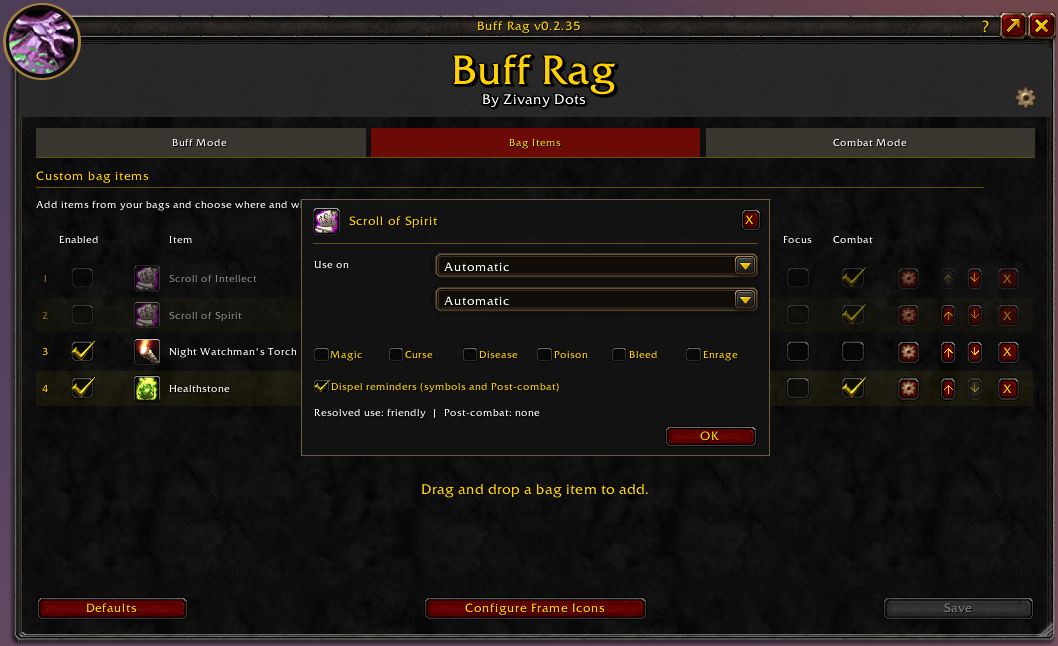 Buff Rag v0.2.35
?
Buff Rag
By Zivany Dots
Buff Mode
Bag Items
Combat Mode
Custom bag items
Add items from your bags and choose where and w
Enabled
Item
Focus
Combat
Scroll of Spirit
X
Use on
Automatic
Automatic
Magic
Curse
Disease
Poison
Bleed
Enrage
Dispel reminders (symbols and Post-combat)
Resolved use: friendly | Post-combat: none
OK
1 Scroll of Intellect X
2 Scroll of Spirit X
3 Night Watchman's Torch X
4 Healthstone X
Drag and drop a bag item to add.
Defaults
Configure Frame Icons
Save